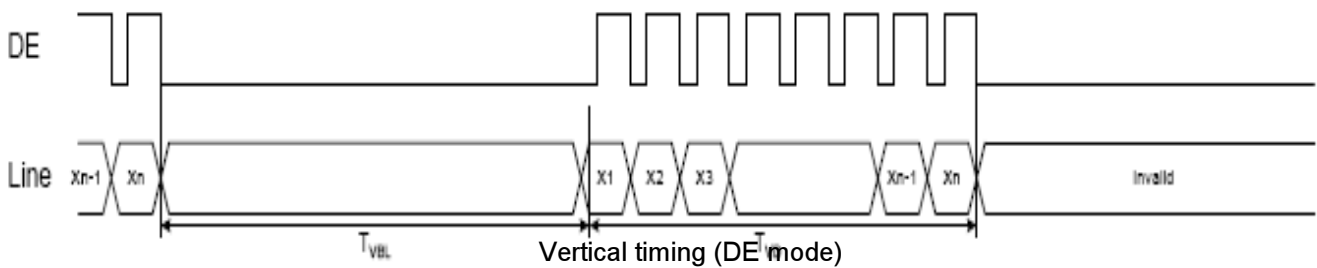 DE
Line Xn-1 Xn X1 X2 X3 Xn-1 Xn Invalid
TVBL
Vertical timing (DE mode)